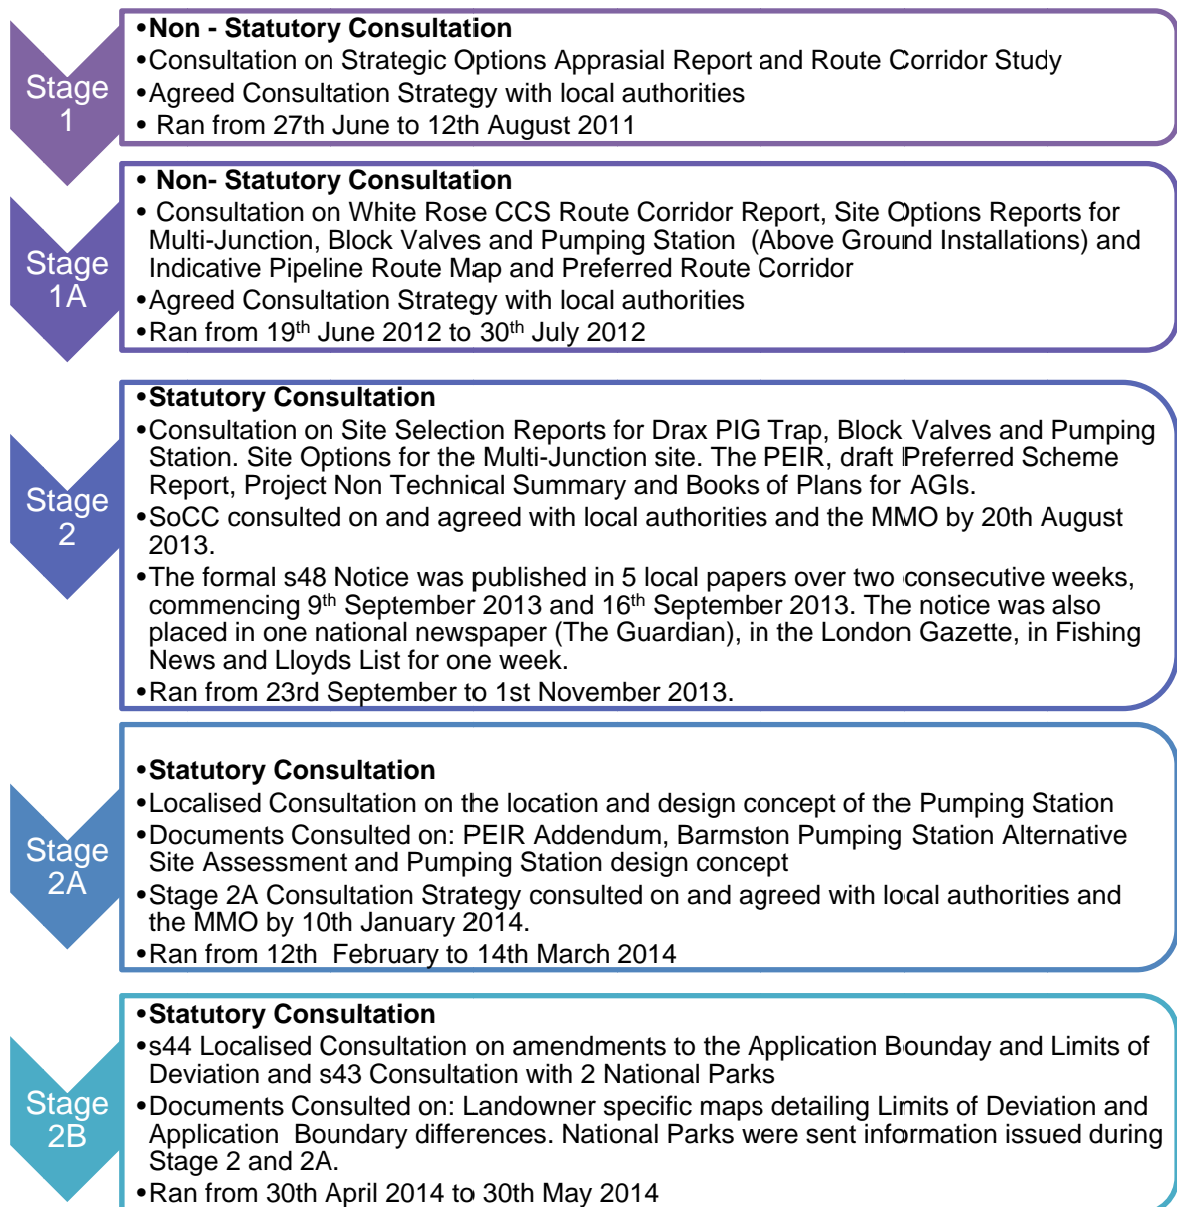 Stage
1
•Non - Statutory Consultation
•Consultation on Strategic Options Apprasial Report and Route Corridor Study
•Agreed Consultation Strategy with local authorities
• Ran from 27th June to 12th August 2011
Stage
1A
• Non- Statutory Consultation
• Consultation on White Rose CCS Route Corridor Report, Site Options Reports for
Multi-Junction, Block Valves and Pumping Station (Above Ground Installations) and
Indicative Pipeline Route Map and Preferred Route Corridor
•Agreed Consultation Strategy with local authorities
•Ran from 19th June 2012 to 30th July 2012
Stage
2
•Statutory Consultation
•Consultation on Site Selection Reports for Drax PIG Trap, Block Valves and Pumping
Station. Site Options for the Multi-Junction site. The PEIR, draft Preferred Scheme
Report, Project Non Technical Summary and Books of Plans for AGIs.
•SoCC consulted on and agreed with local authorities and the MMO by 20th August
2013.
•The formal s48 Notice was published in 5 local papers over two consecutive weeks,
commencing 9th September 2013 and 16th September 2013. The notice was also
placed in one national newspaper (The Guardian), in the London Gazette, in Fishing
News and Lloyds List for one week.
•Ran from 23rd September to 1st November 2013.
Stage
2A
•Statutory Consultation
•Localised Consultation on the location and design concept of the Pumping Station
•Documents Consulted on: PEIR Addendum, Barmston Pumping Station Alternative
Site Assessment and Pumping Station design concept
•Stage 2A Consultation Strategy consulted on and agreed with local authorities and
the MMO by 10th January 2014.
•Ran from 12th February to 14th March 2014
Stage
2B
•Statutory Consultation
•s44 Localised Consultation on amendments to the Application Bounday and Limits of
Deviation and s43 Consultation with 2 National Parks
•Documents Consulted on: Landowner specific maps detailing Limits of Deviation and
Application Boundary differences. National Parks were sent information issued during
Stage 2 and 2A.
•Ran from 30th April 2014 to 30th May 2014